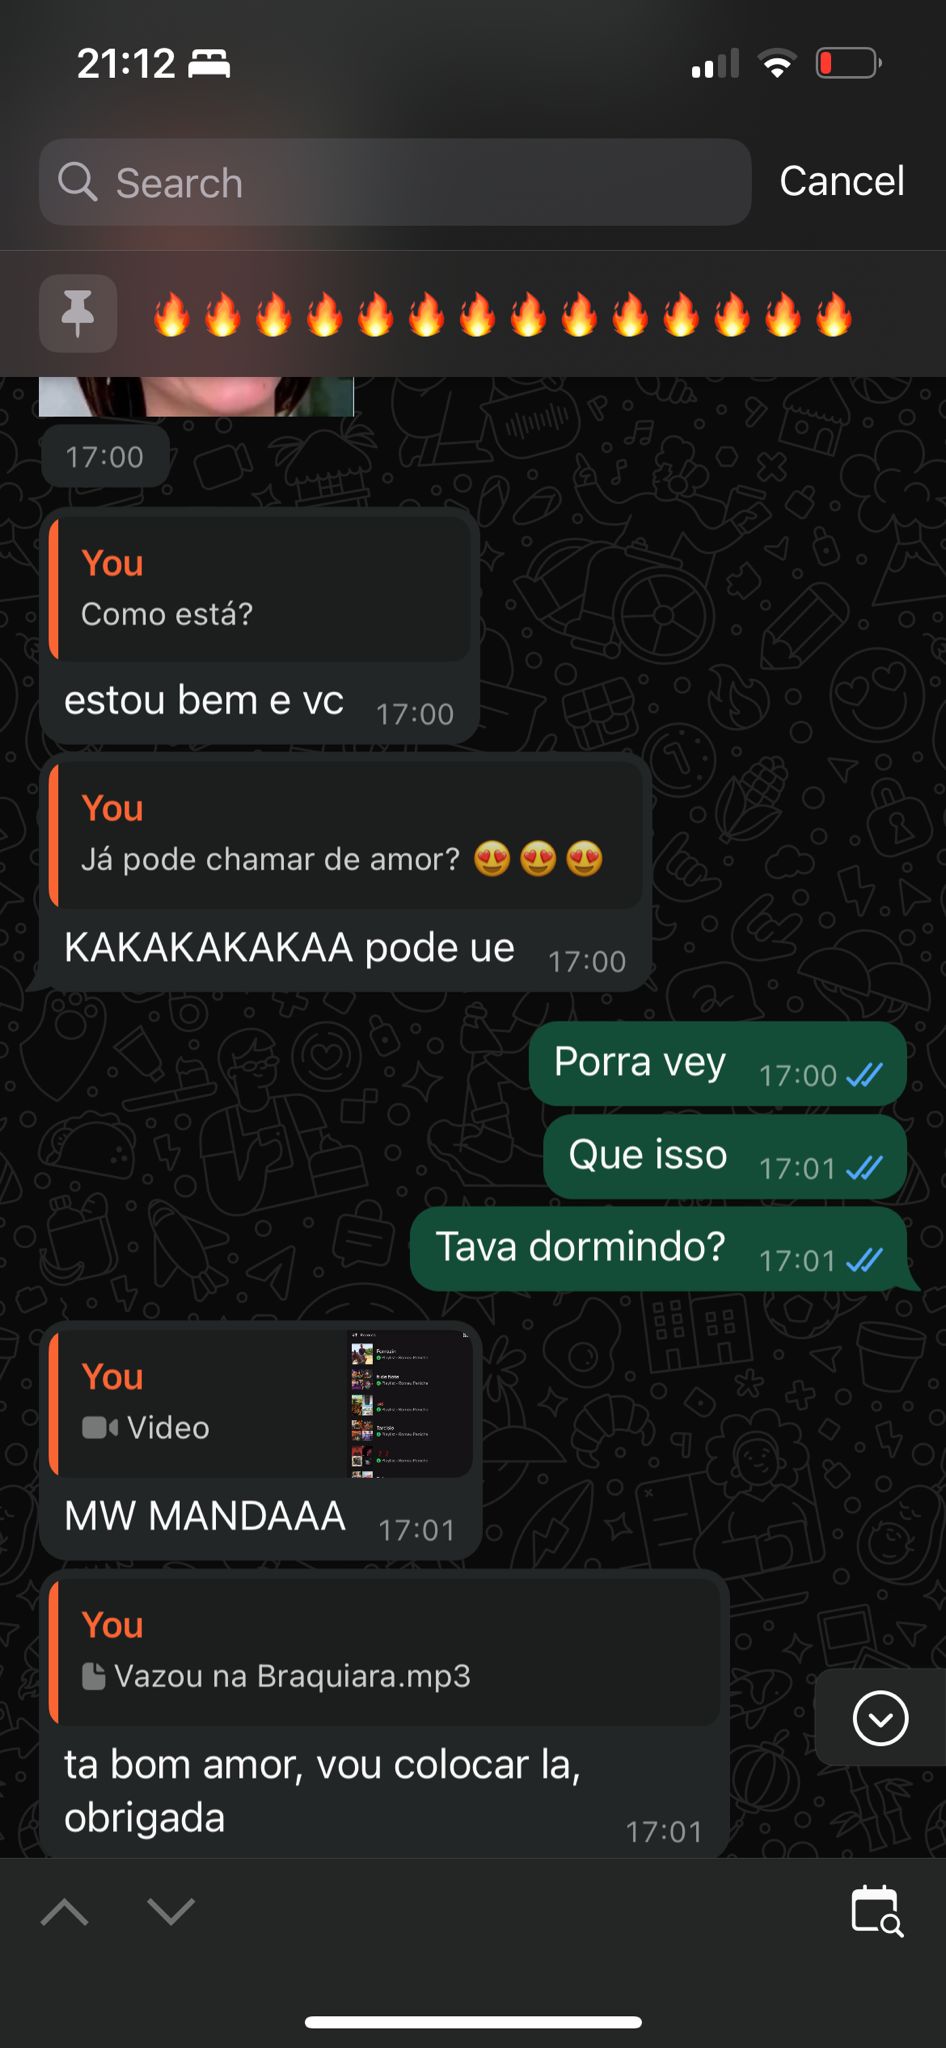 21:12
Search
Cancel
🔥🔥🔥🔥🔥🔥🔥🔥🔥🔥🔥🔥🔥🔥
17:00
You
Como está?
estou bem e vc 17:00
You
Já pode chamar de amor? 😍😍😍
KAKAKAKAKAA pode ue 17:00
Porra vey 17:00
Que isso 17:01
Tava dormindo? 17:01
You
Video
MW MANDAAA 17:01
You
Vazou na Braquiara.mp3
ta bom amor, vou colocar la,
obrigada 17:01